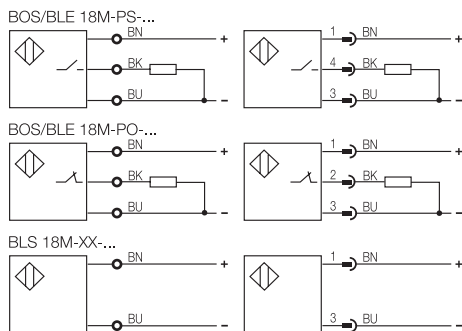 BOS/BLE 18M-PS-...
BN +
BK
BU -
1 BN +
4 BK
3 BU -
BOS/BLE 18M-PO-...
BN +
BK
BU -
1 BN +
2 BK
3 BU -
BLS 18M-XX-...
BN +
BU -
1 BN +
3 BU -